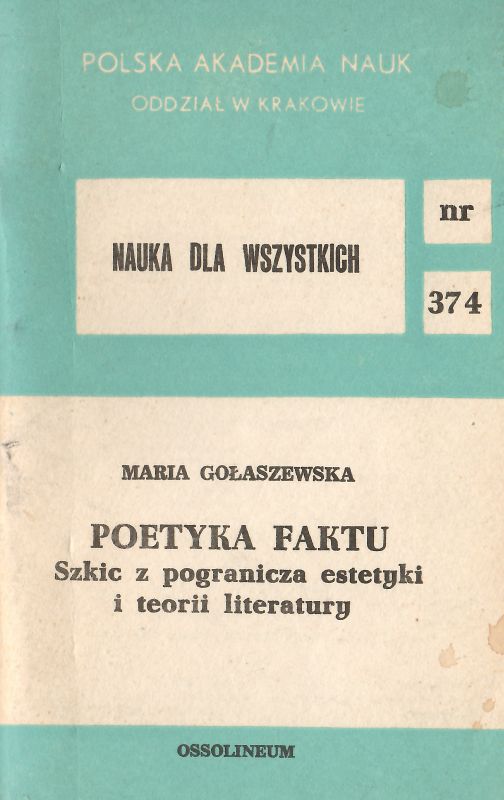 POLSKA AKADEMIA NAUK
ODDZIAŁ W KRAKOWIE
NAUKA DLA WSZYSTKICH
nr
374
MARIA GOŁASZEWSKA
POETYKA FAKTU
Szkic z pogranicza estetyki
i teorii literatury
OSSOLINEUM